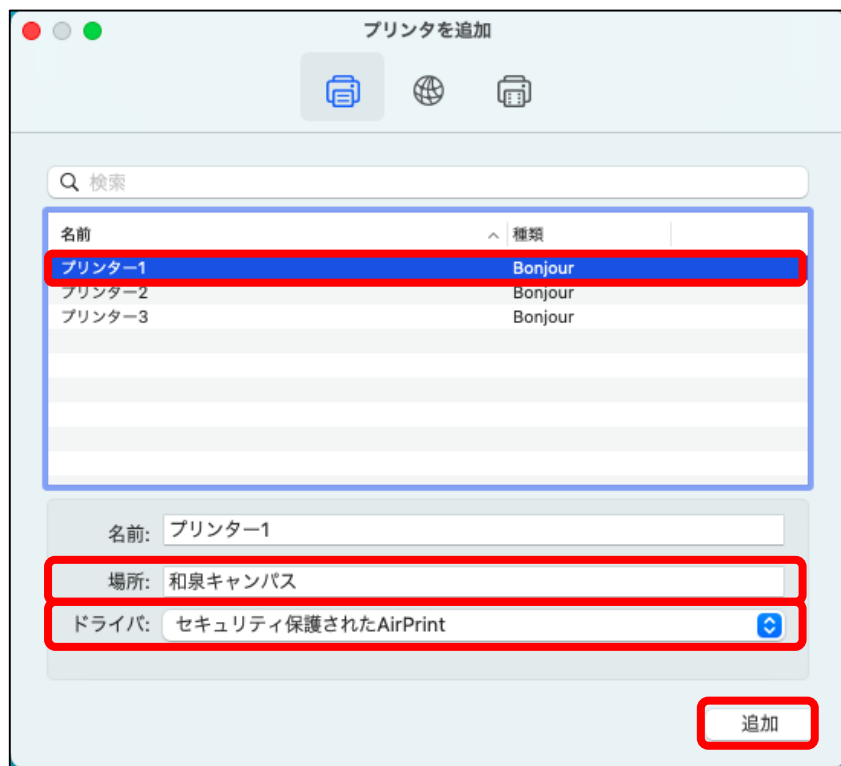 プリンタを追加
検索
名前 種類
プリンター1 Bonjour
プリンター2 Bonjour
プリンター3 Bonjour
名前: プリンター1
場所: 和泉キャンパス
ドライバ: セキュリティ保護されたAirPrint
追加